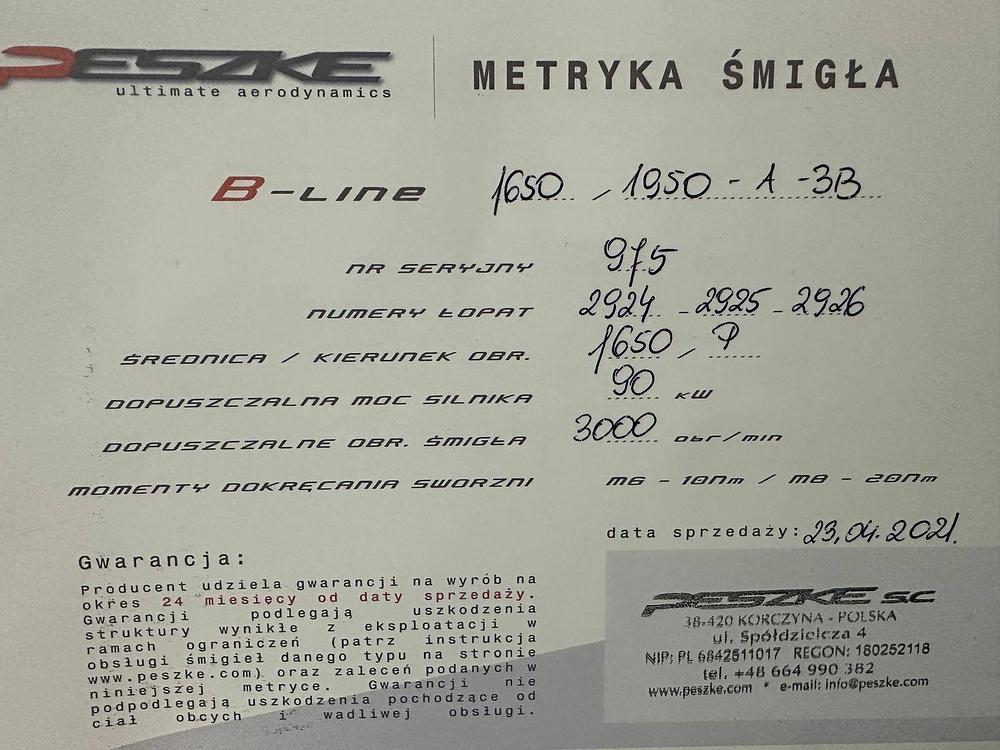 PESZKE
ultimate aerodynamics
METRYKA ŚMIGŁA
B-LINE 1650 / 1950 - A - 3B
NR SERYJNY 975
NUMERY ŁOPAT 2924 - 2925 - 2926
ŚREDNICA / KIERUNEK OBR. 1650, P
DOPUSZCZALNA MOC SILNIKA 90 kW
DOPUSZCZALNE OBR. ŚMIGŁA 3000 obr/min
MOMENTY DOKRĘCANIA SWORZNI M6 - 10Nm / M8 - 20Nm
data sprzedaży: 23.04.2021.
Gwarancja:
Producent udziela gwarancji na wyrób na
okres 24 miesięcy od daty sprzedaży.
Gwarancji podlegają uszkodzenia
struktury wynikłe z eksploatacji w
ramach ograniczeń (patrz instrukcja
obsługi śmigieł danego typu na stronie
www.peszke.com) oraz zaleceń podanych w
niniejszej metryce. Gwarancji nie
podpodlegają uszkodzenia pochodzące od
ciał obcych i wadliwej obsługi.
PESZKE s.c.
38-420 KORCZYNA - POLSKA
ul. Spółdzielcza 4
NIP: PL 6842511017 REGON: 180252118
tel. +48 664 990 382
www.peszke.com * e-mail: info@peszke.com